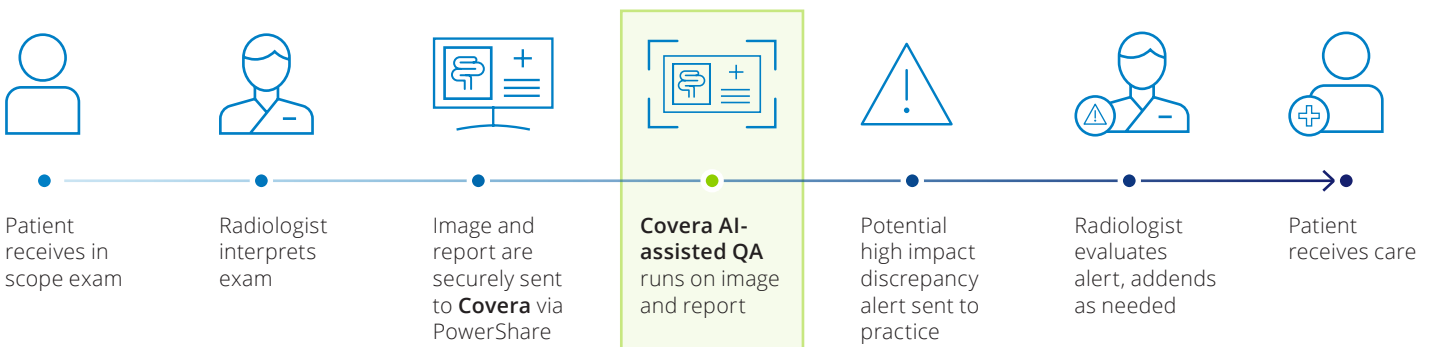 Patient
receives in
scope exam
Radiologist
interprets
exam
Image and
report are
securely sent
to Covera via
PowerShare
Covera AI-
assisted QA
runs on image
and report
Potential
high impact
discrepancy
alert sent to
practice
Radiologist
evaluates
alert, addends
as needed
Patient
receives care